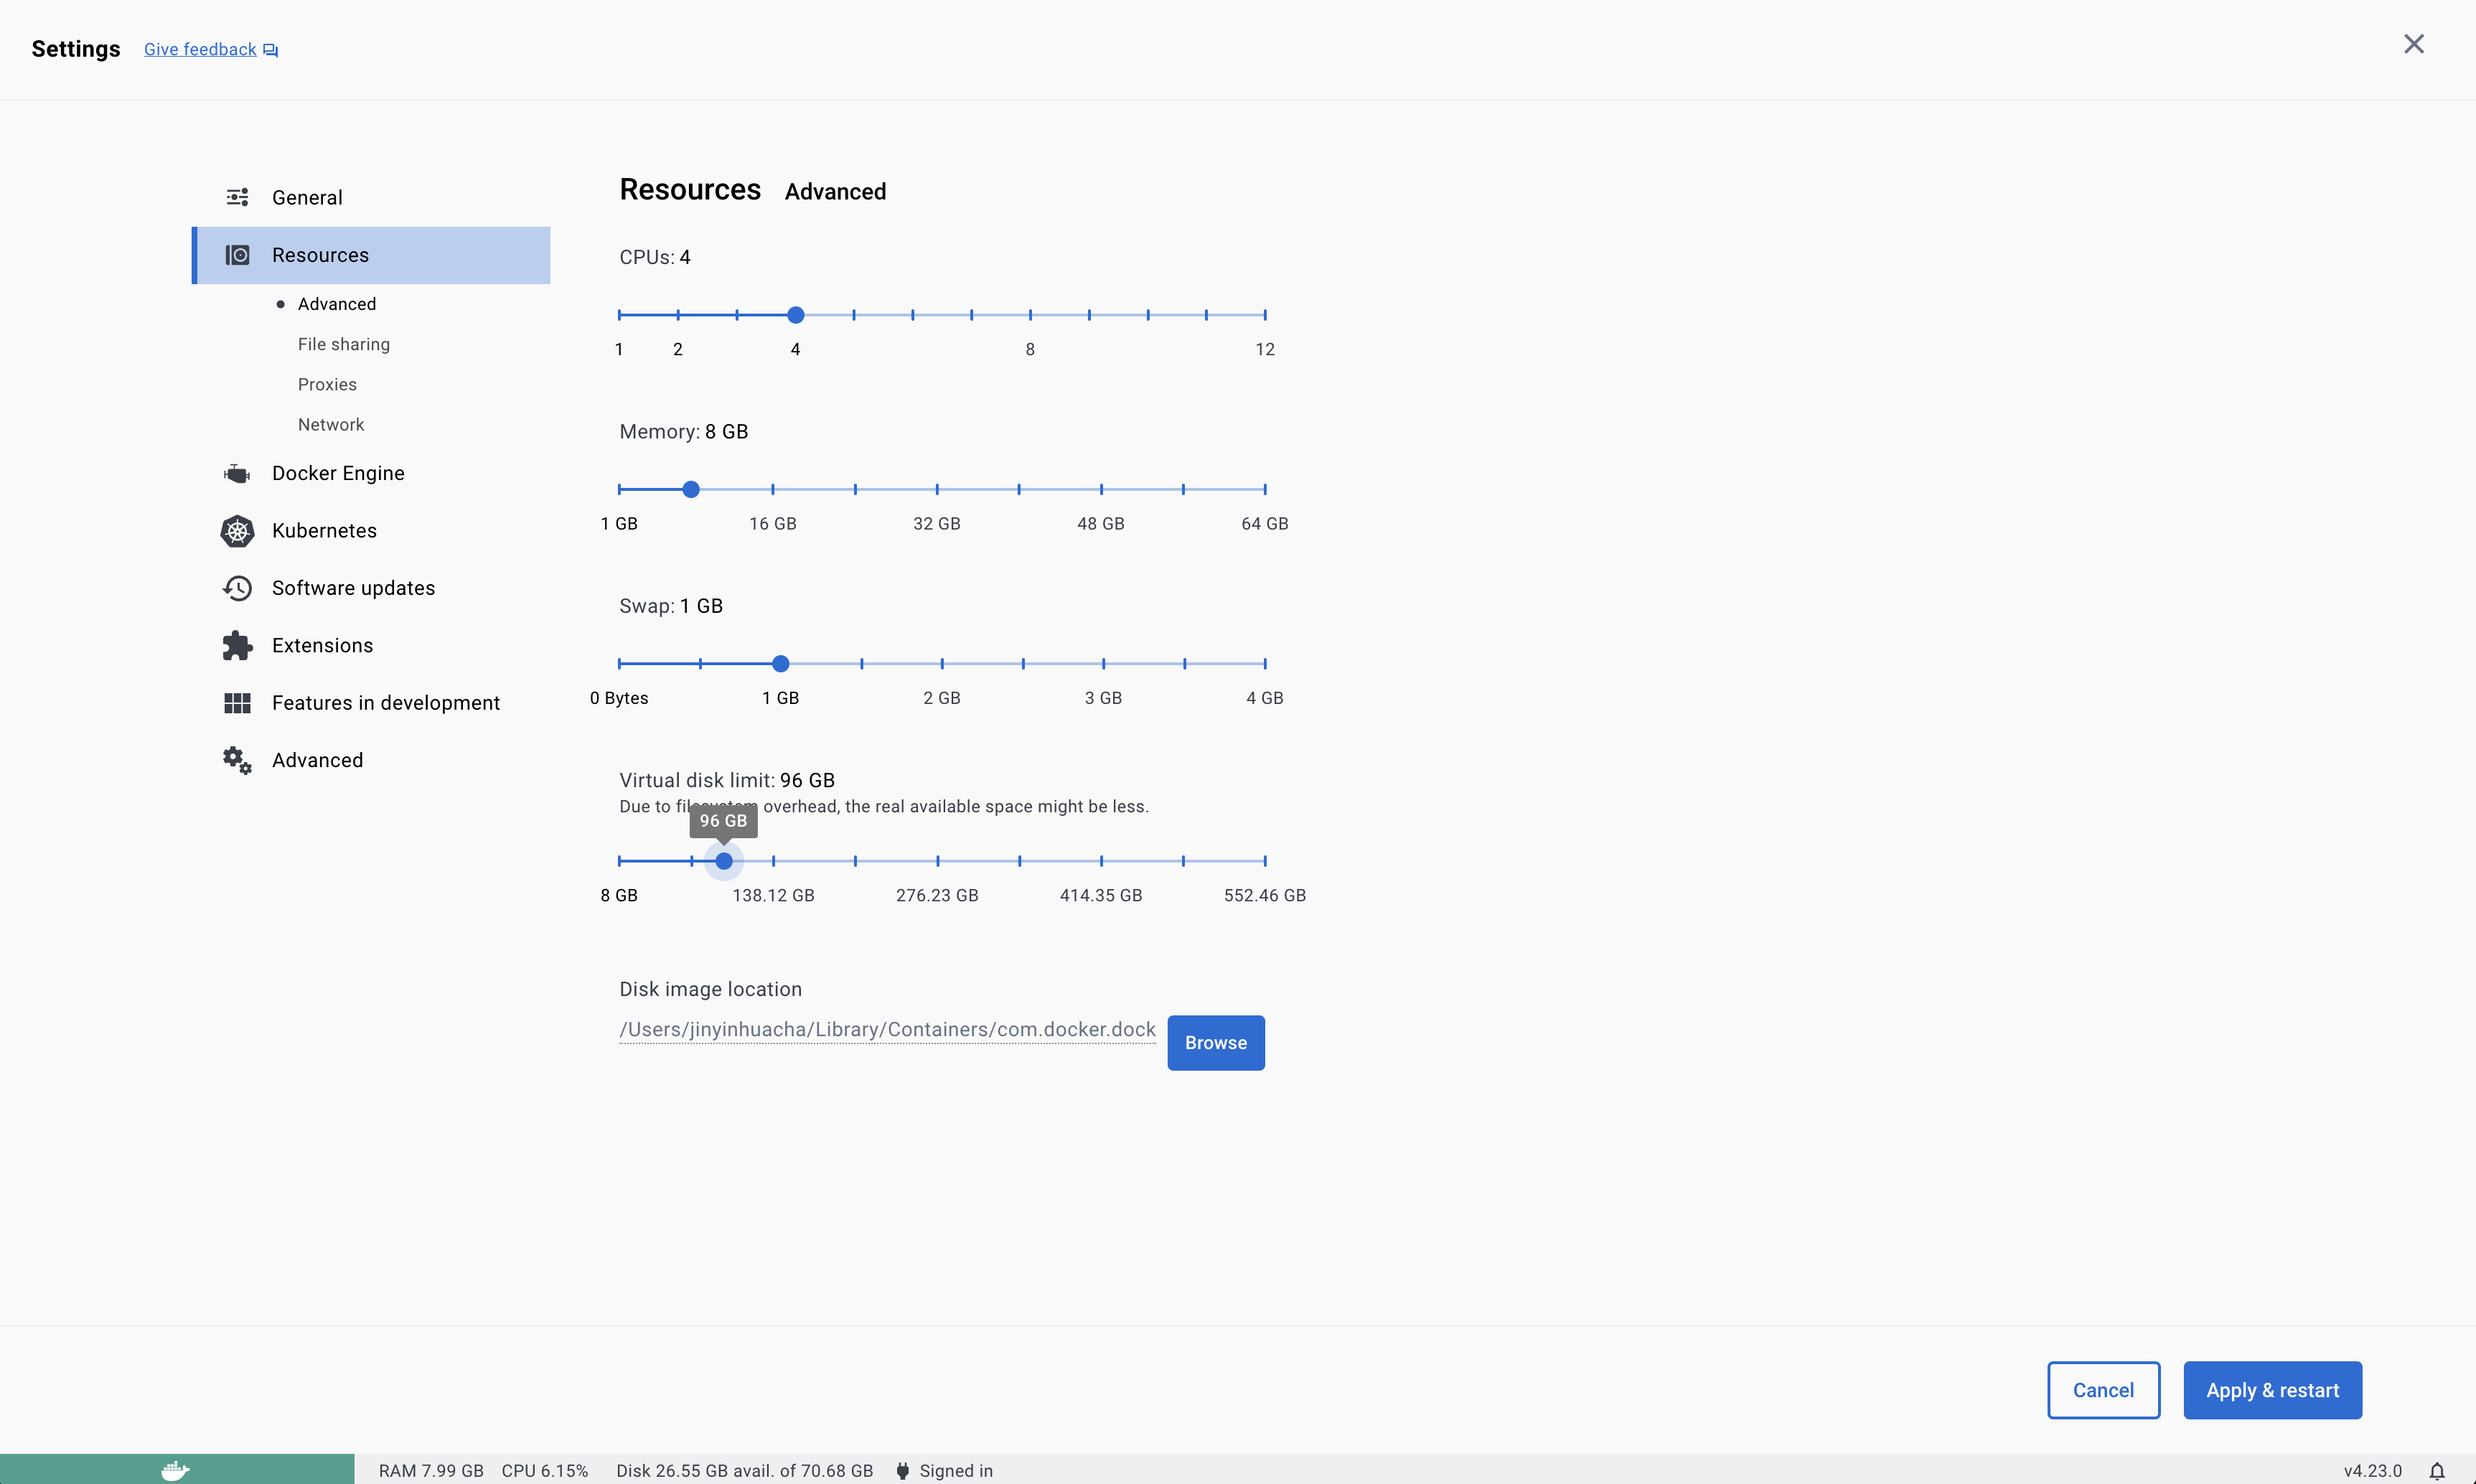 Settings Give feedback
General
Resources
Advanced
File sharing
Proxies
Network
Docker Engine
Kubernetes
Software updates
Extensions
Features in development
Advanced
Resources Advanced
CPUs: 4
1 2 4 8 12
Memory: 8 GB
1 GB 16 GB 32 GB 48 GB 64 GB
Swap: 1 GB
0 Bytes 1 GB 2 GB 3 GB 4 GB
Virtual disk limit: 96 GB
Due to filesystem overhead, the real available space might be less.
96 GB
8 GB 138.12 GB 276.23 GB 414.35 GB 552.46 GB
Disk image location
/Users/jinyinhuacha/Library/Containers/com.docker.dock
Browse
Cancel Apply & restart
RAM 7.99 GB CPU 6.15% Disk 26.55 GB avail. of 70.68 GB Signed in v4.23.0